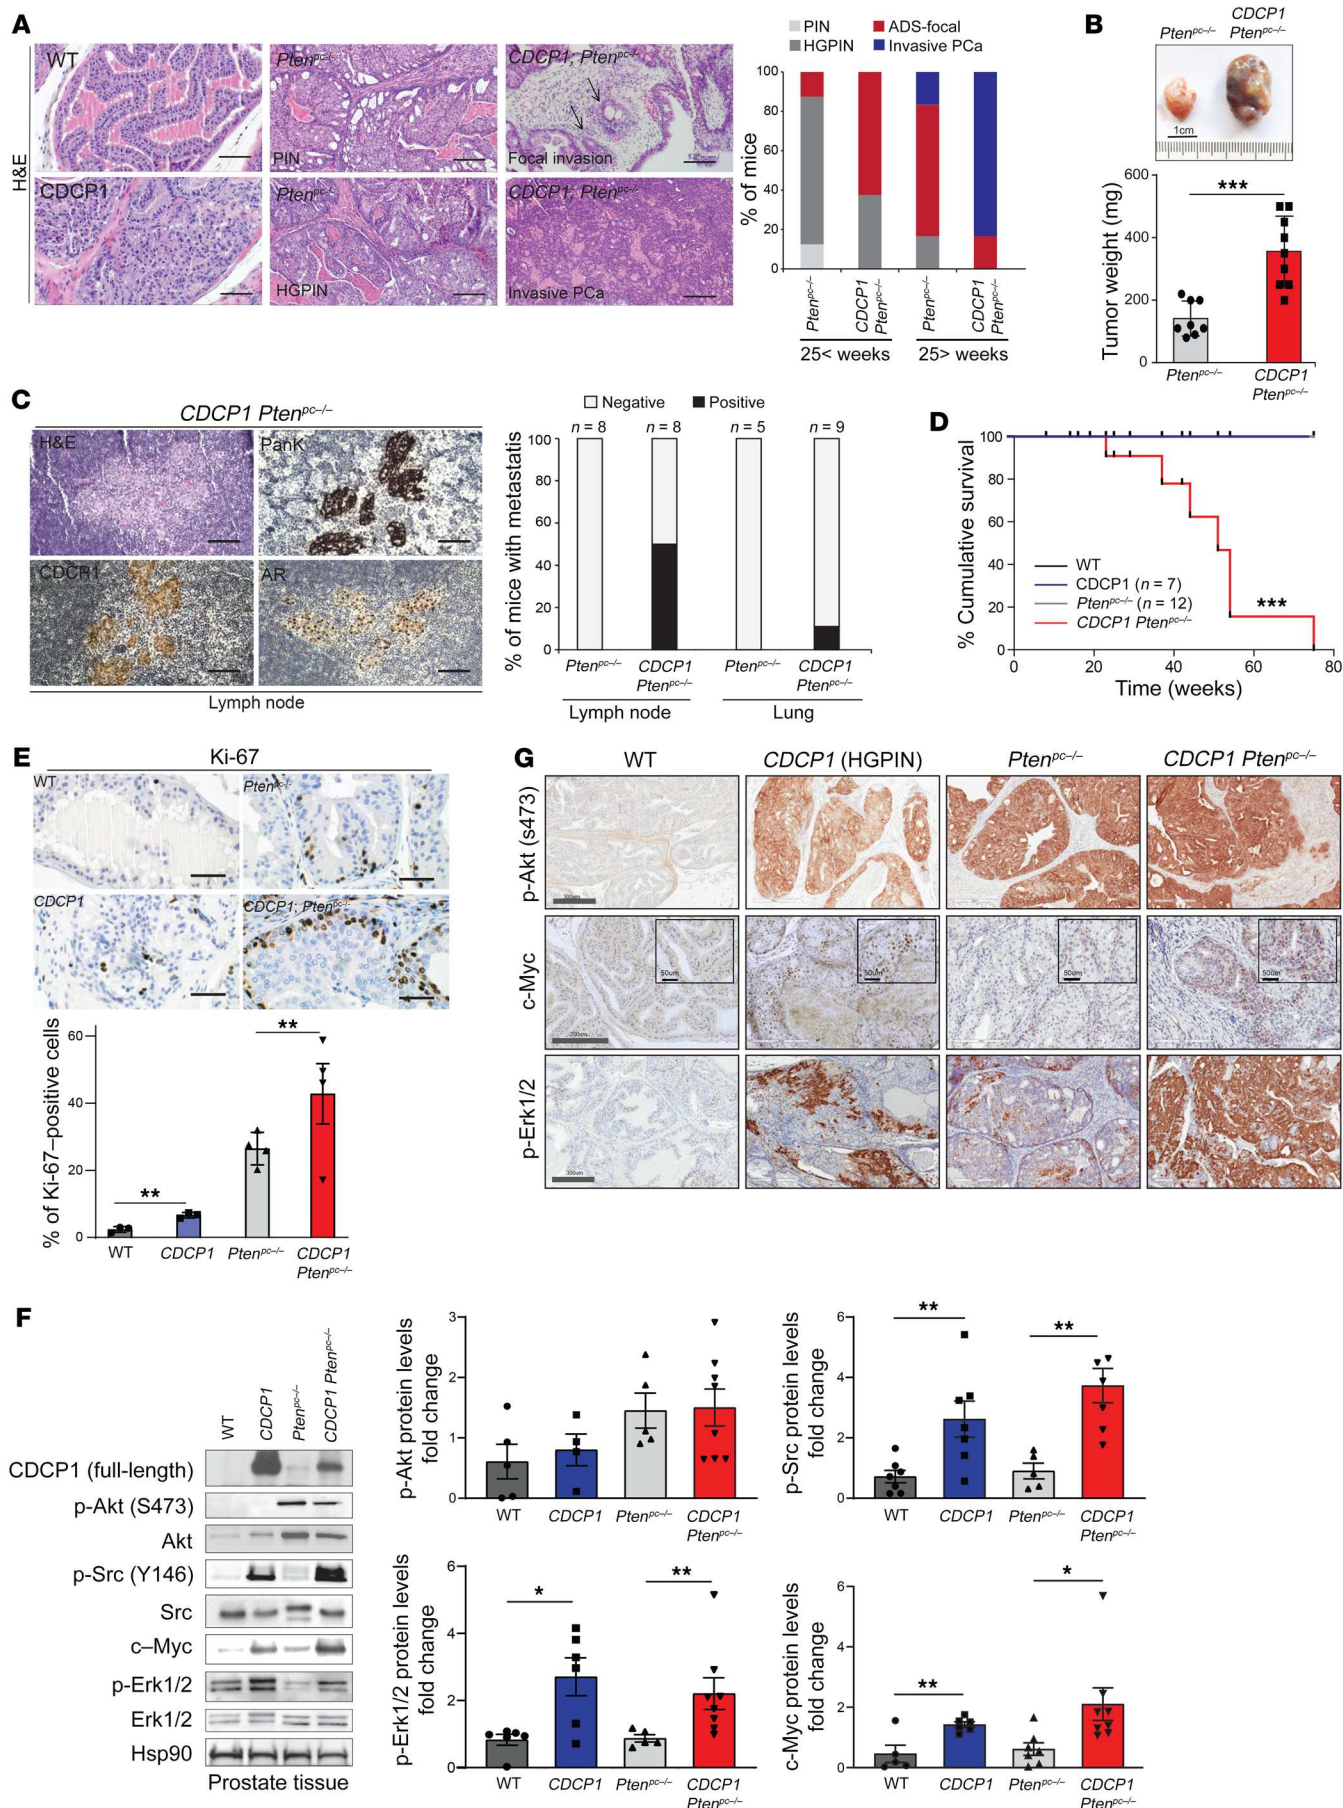 A
H&E
WT
Pten^pc–/–
CDCP1, Pten^pc–/–
PIN
Focal invasion
CDCP1
Pten^pc–/–
CDCP1, Pten^pc–/–
HGPIN
Invasive PCa
PIN
HGPIN
ADS-focal
Invasive PCa
% of mice
100
80
60
40
20
0
Pten^pc–/–
CDCP1
Pten^pc–/–
Pten^pc–/–
CDCP1
Pten^pc–/–
25< weeks
25> weeks
B
Pten^pc–/–
CDCP1
Pten^pc–/–
1cm
Tumor weight (mg)
600
400
200
0
***
Pten^pc–/–
CDCP1
Pten^pc–/–
C
CDCP1 Pten^pc–/–
H&E
PanK
CDCP1
AR
Lymph node
Negative
Positive
% of mice with metastatis
n = 8
n = 8
n = 5
n = 9
100
80
60
40
20
0
Pten^pc–/–
CDCP1
Pten^pc–/–
Pten^pc–/–
CDCP1
Pten^pc–/–
Lymph node
Lung
D
% Cumulative survival
100
80
60
40
20
0
WT
CDCP1 (n = 7)
Pten^pc–/– (n = 12)
CDCP1 Pten^pc–/–
***
0
20
40
60
80
Time (weeks)
E
Ki-67
WT
Pten^pc–/–
CDCP1
CDCP1; Pten^pc–/–
% of Ki-67–positive cells
60
40
20
0
**
**
WT
CDCP1
Pten^pc–/–
CDCP1
Pten^pc–/–
G
WT
CDCP1 (HGPIN)
Pten^pc–/–
CDCP1 Pten^pc–/–
p-Akt (s473)
300um
c-Myc
50um
50um
50um
50um
200um
p-Erk1/2
300um
F
WT
CDCP1
Pten^pc–/–
CDCP1 Pten^pc–/–
CDCP1 (full-length)
p-Akt (S473)
Akt
p-Src (Y146)
Src
c–Myc
p-Erk1/2
Erk1/2
Hsp90
Prostate tissue
p-Akt protein levels
fold change
3
2
1
0
WT
CDCP1
Pten^pc–/–
CDCP1
Pten^pc–/–
p-Src protein levels
fold change
6
4
2
0
**
**
WT
CDCP1
Pten^pc–/–
CDCP1
Pten^pc–/–
p-Erk1/2 protein levels
fold change
6
4
2
0
*
**
WT
CDCP1
Pten^pc–/–
CDCP1
Pten^pc–/–
c-Myc protein levels
fold change
6
4
2
0
**
*
WT
CDCP1
Pten^pc–/–
CDCP1
Pten^pc–/–